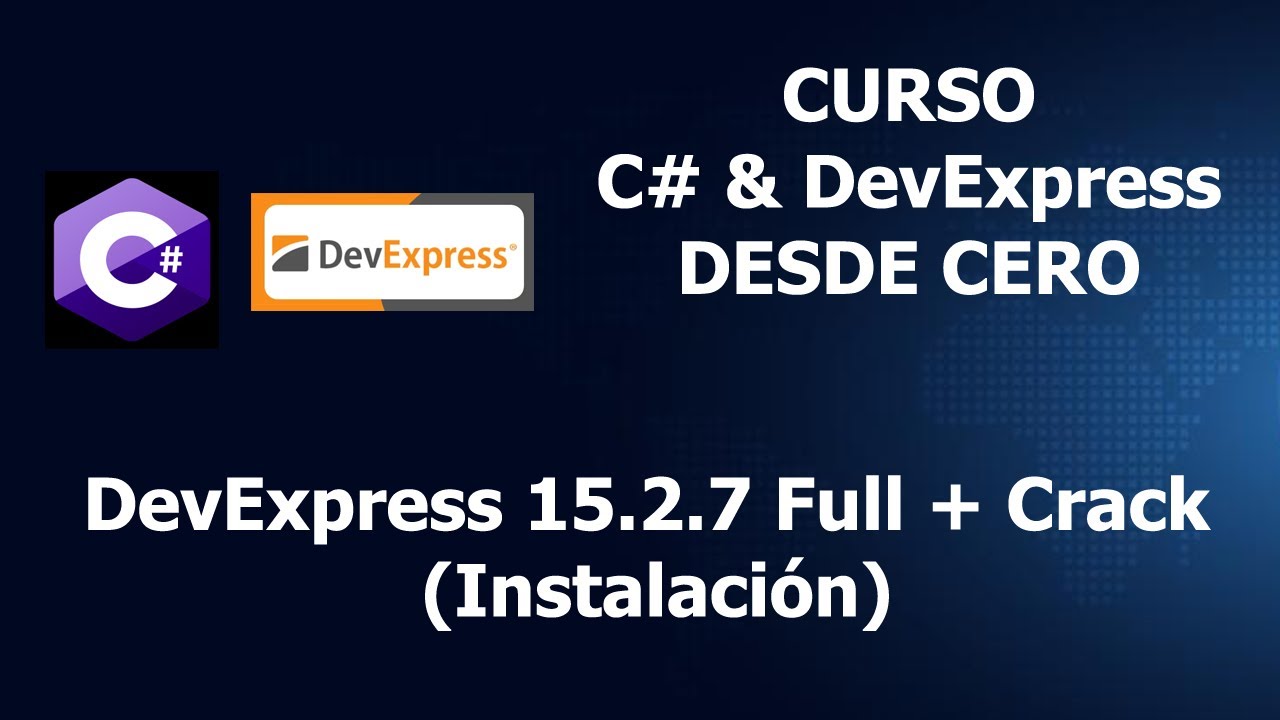 CURSO
C# & DevExpress
DESDE CERO
C#
DevExpress®
DevExpress 15.2.7 Full + Crack
(Instalación)